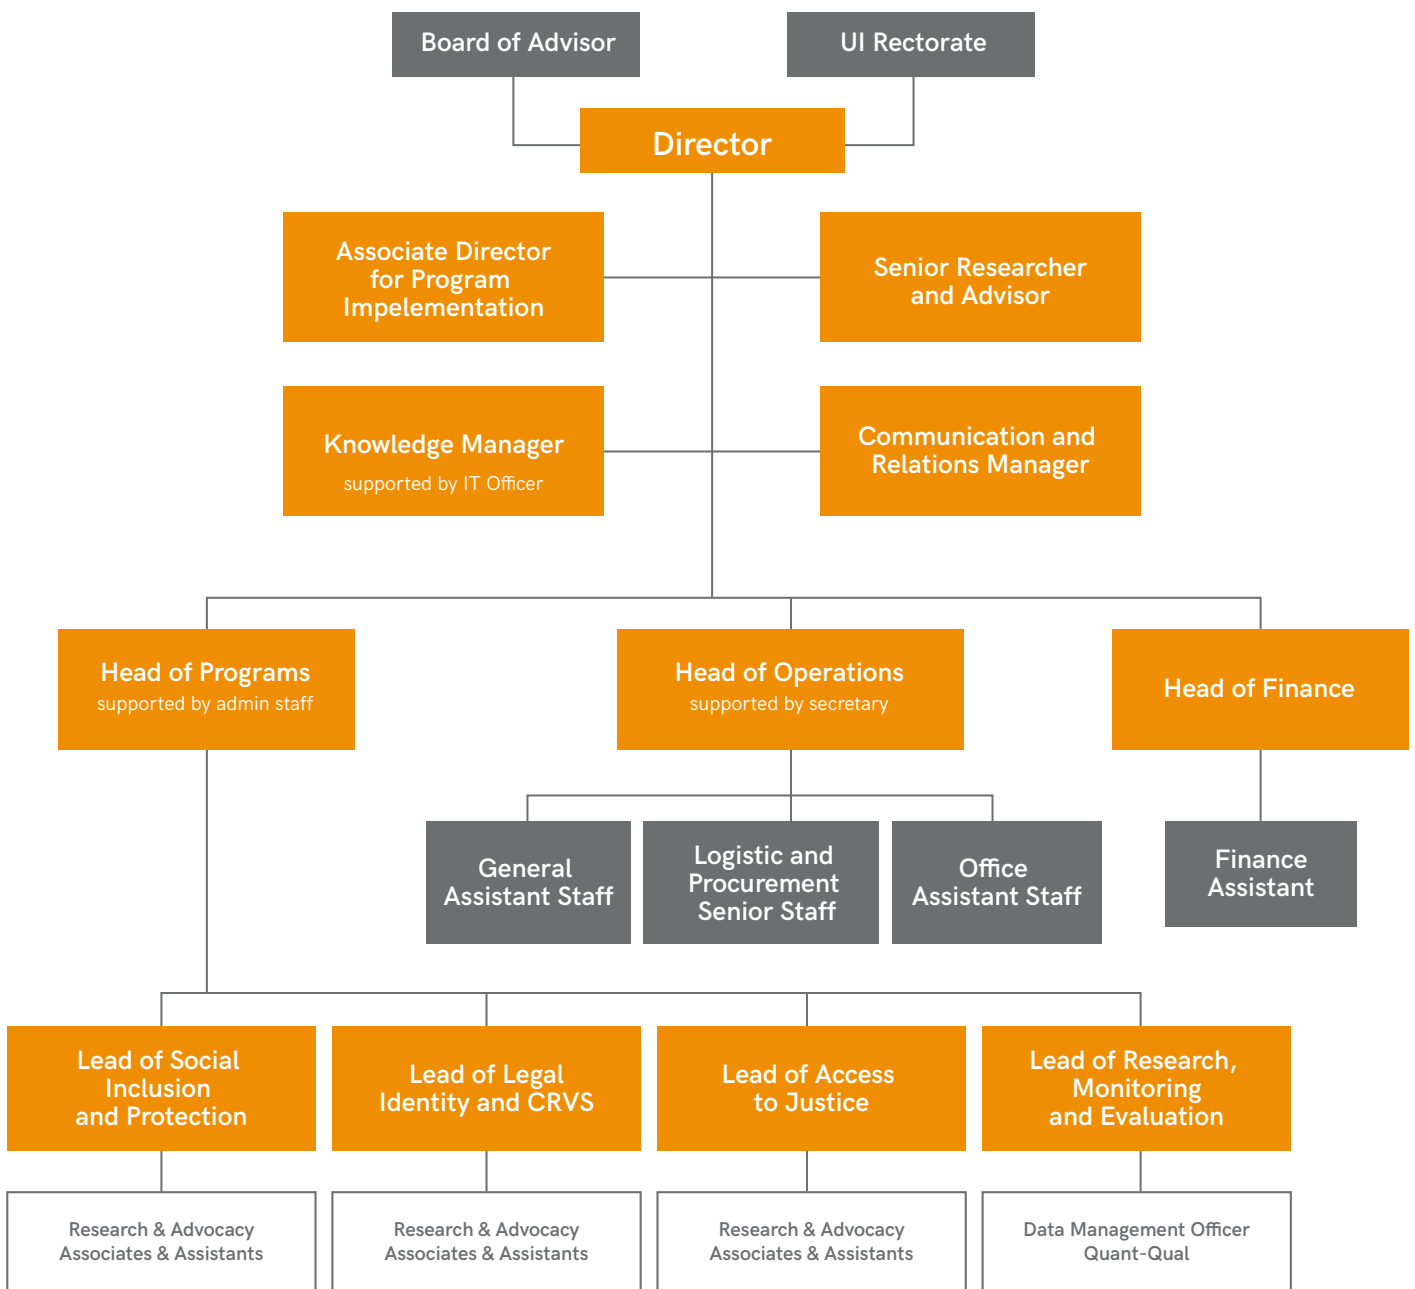 Board of Advisor
UI Rectorate
Director
Associate Director
for Program
Impelementation
Senior Researcher
and Advisor
Knowledge Manager
supported by IT Officer
Communication and
Relations Manager
Head of Programs
supported by admin staff
Head of Operations
supported by secretary
Head of Finance
General
Assistant Staff
Logistic and
Procurement
Senior Staff
Office
Assistant Staff
Finance
Assistant
Lead of Social
Inclusion
and Protection
Lead of Legal
Identity and CRVS
Lead of Access
to Justice
Lead of Research,
Monitoring
and Evaluation
Research & Advocacy
Associates & Assistants
Research & Advocacy
Associates & Assistants
Research & Advocacy
Associates & Assistants
Data Management Officer
Quant-Qual